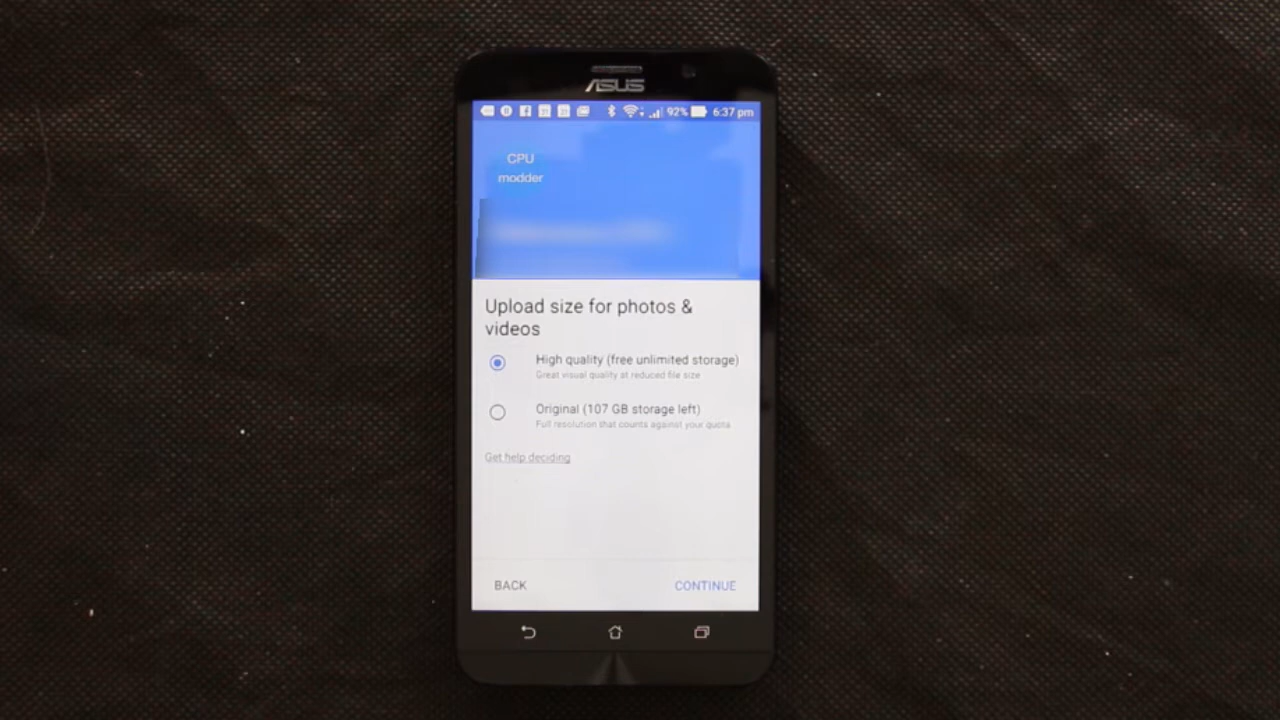 ASUS
92% 6:37 pm
CPU
modder
Upload size for photos &
videos
High quality (free unlimited storage)
Great visual quality at reduced file size
Original (107 GB storage left)
Full resolution that counts against your quota
Get help deciding
BACK CONTINUE